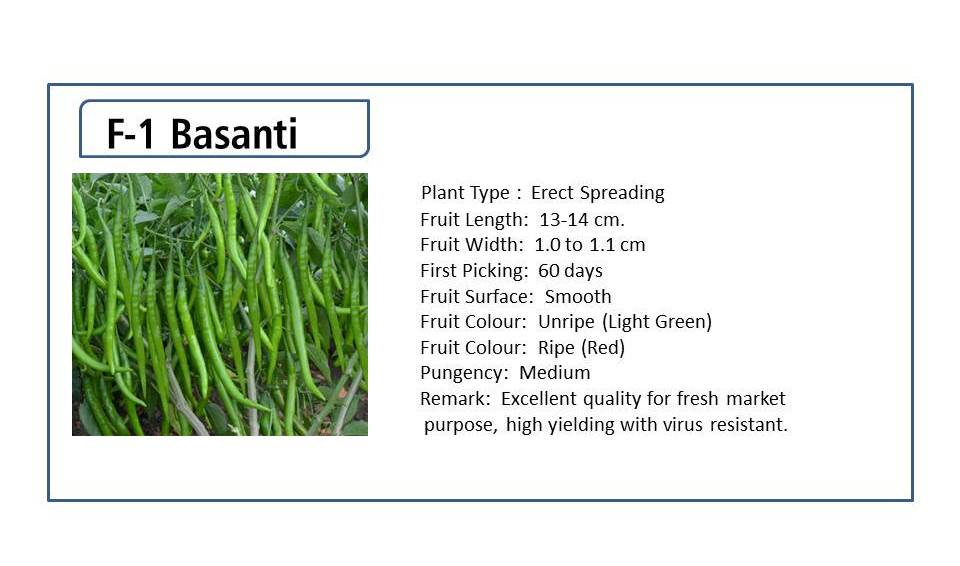 F-1 Basanti
Plant Type : Erect Spreading
Fruit Length: 13-14 cm.
Fruit Width: 1.0 to 1.1 cm
First Picking: 60 days
Fruit Surface: Smooth
Fruit Colour: Unripe (Light Green)
Fruit Colour: Ripe (Red)
Pungency: Medium
Remark: Excellent quality for fresh market
purpose, high yielding with virus resistant.